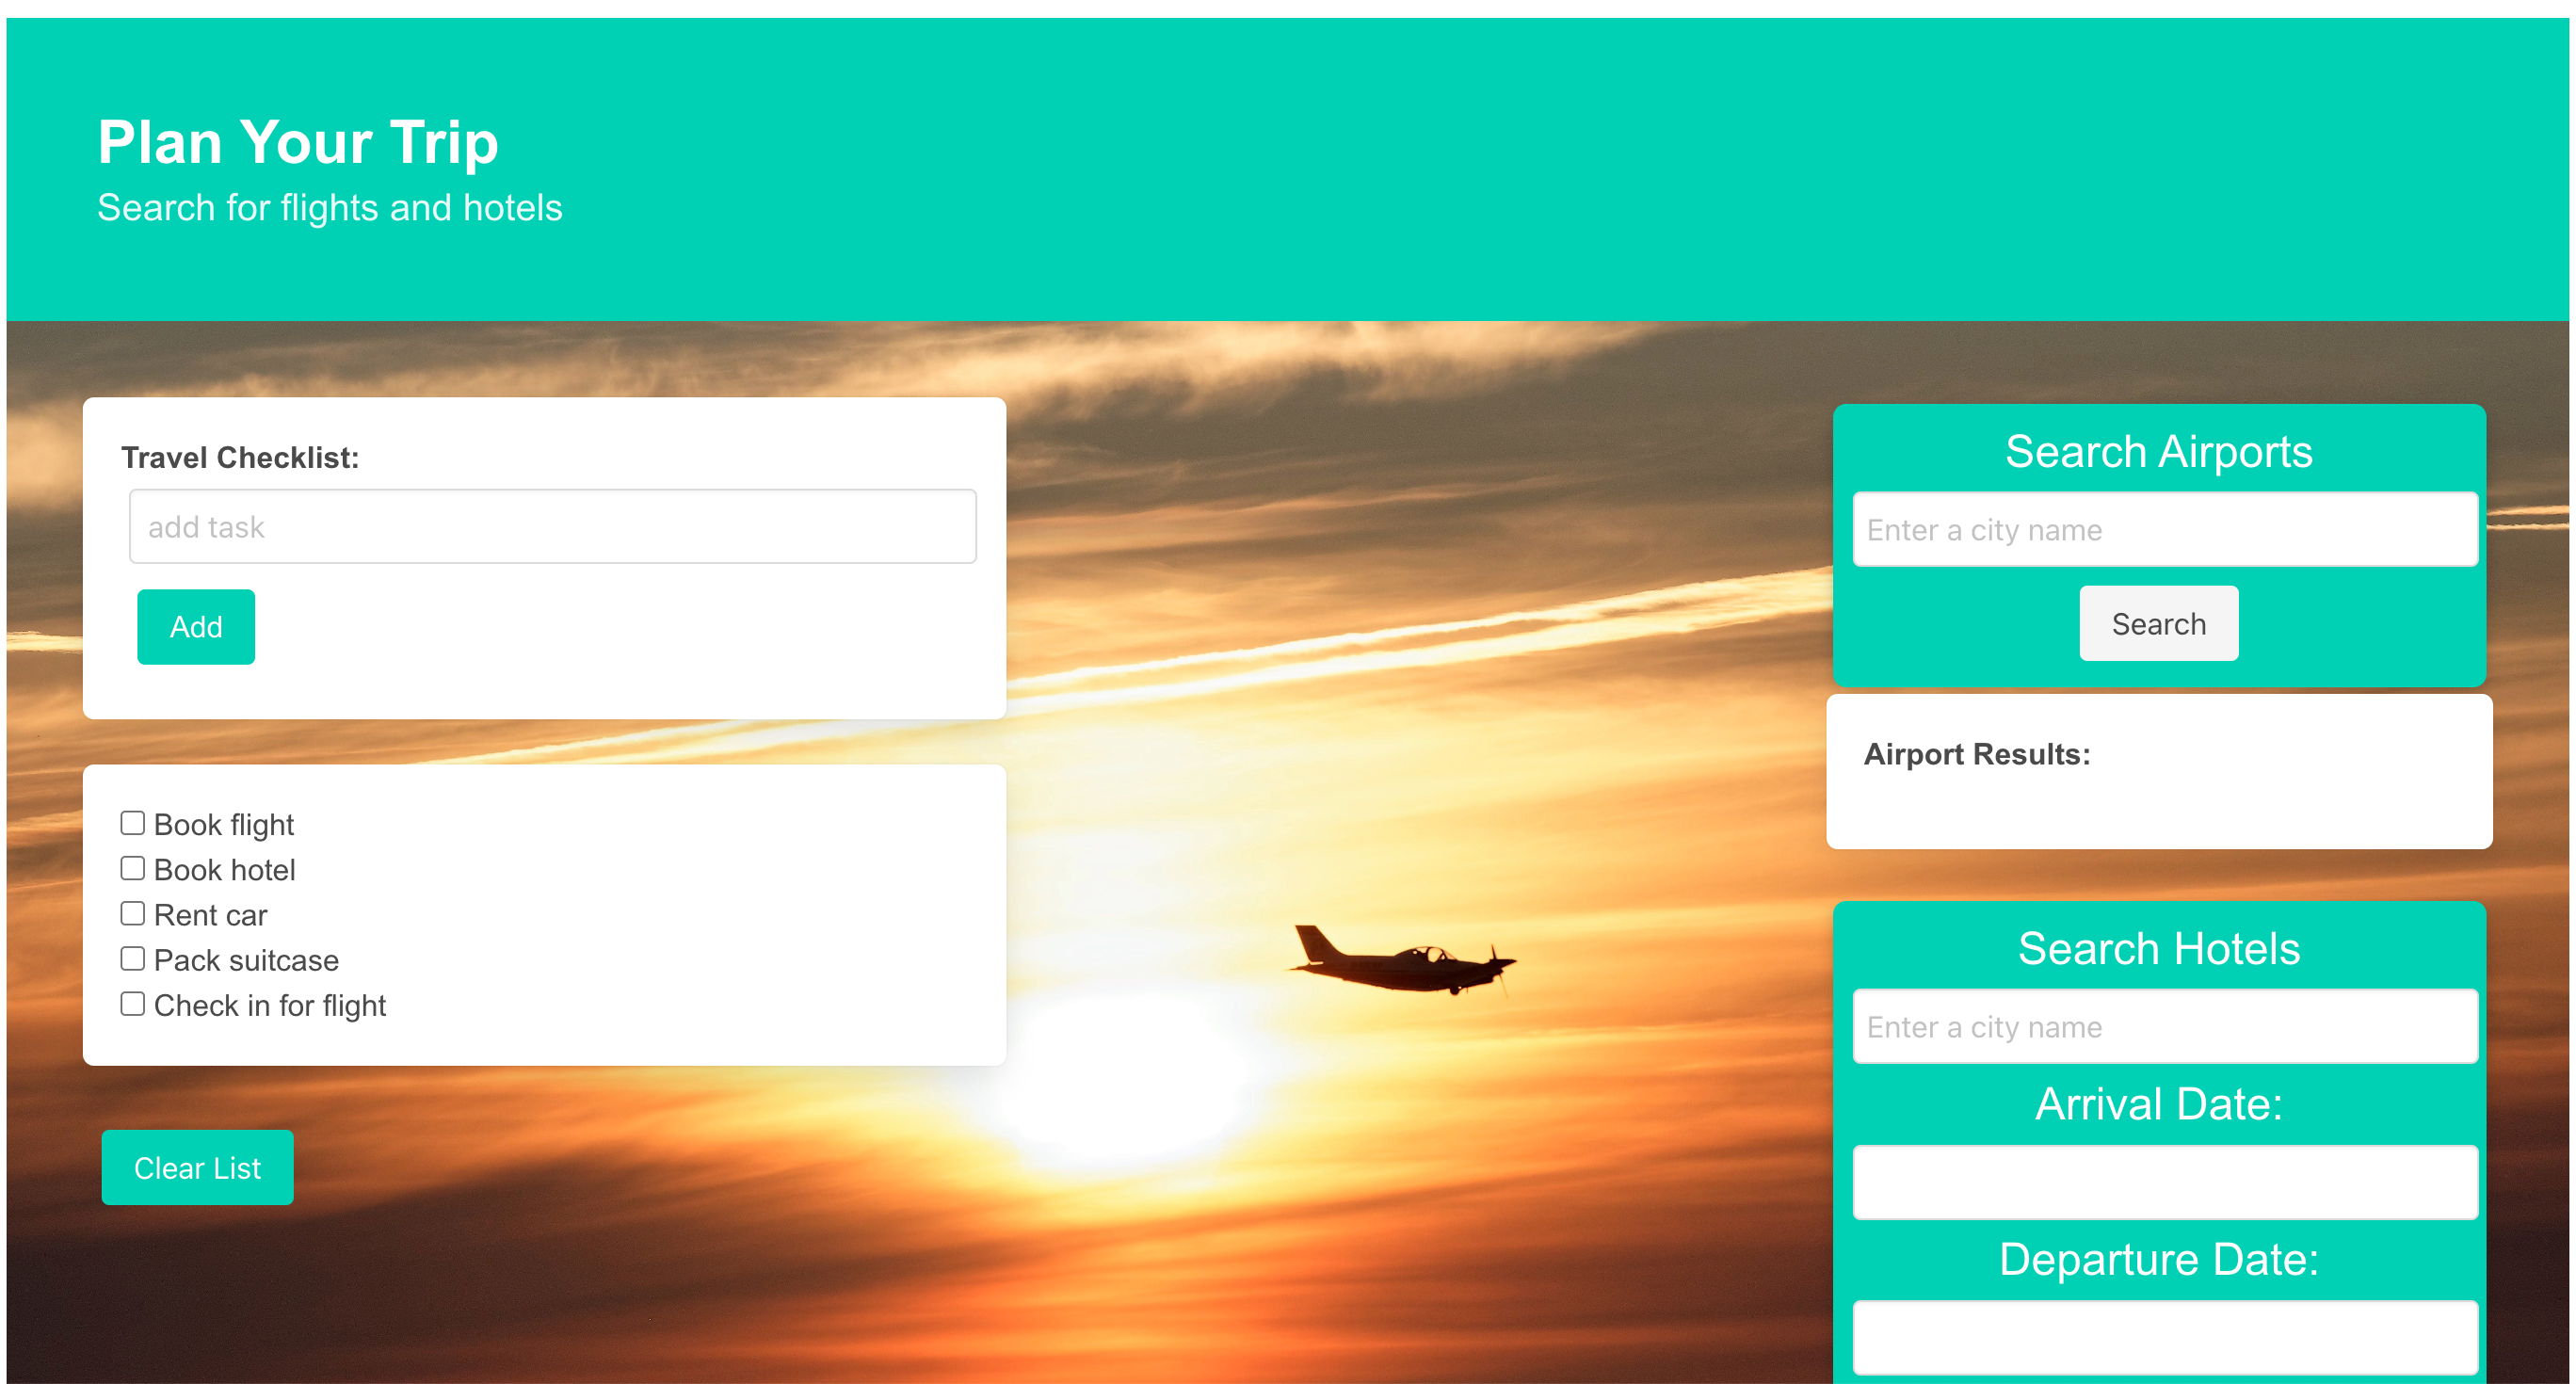 Plan Your Trip
Search for flights and hotels
Travel Checklist:
add task
Add
Book flight
Book hotel
Rent car
Pack suitcase
Check in for flight
Clear List
Search Airports
Enter a city name
Search
Airport Results:
Search Hotels
Enter a city name
Arrival Date:
Departure Date: